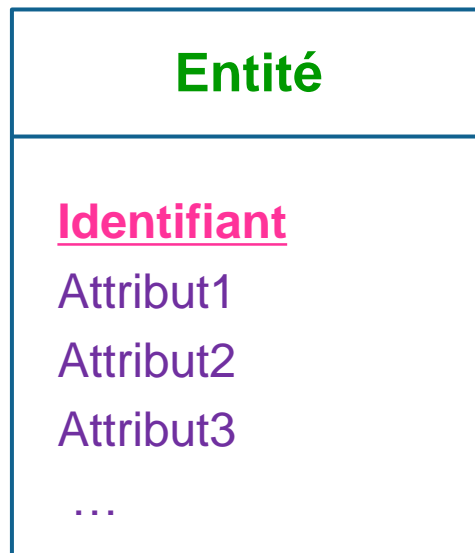 Entité
Identifiant
Attribut1
Attribut2
Attribut3
…